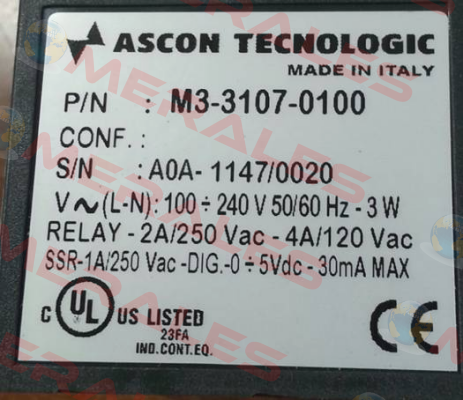 ASCON TECNOLOGIC
MADE IN ITALY
P/N : M3-3107-0100
CONF. :
S/N : A0A- 1147/0020
V∿(L-N): 100 ÷ 240 V 50/60 Hz - 3 W
RELAY - 2A/250 Vac - 4A/120 Vac
SSR-1A/250 Vac -DIG.-0 ÷ 5Vdc - 30mA MAX
C UL US LISTED
23FA
IND.CONT.EQ.
CE
MERALES